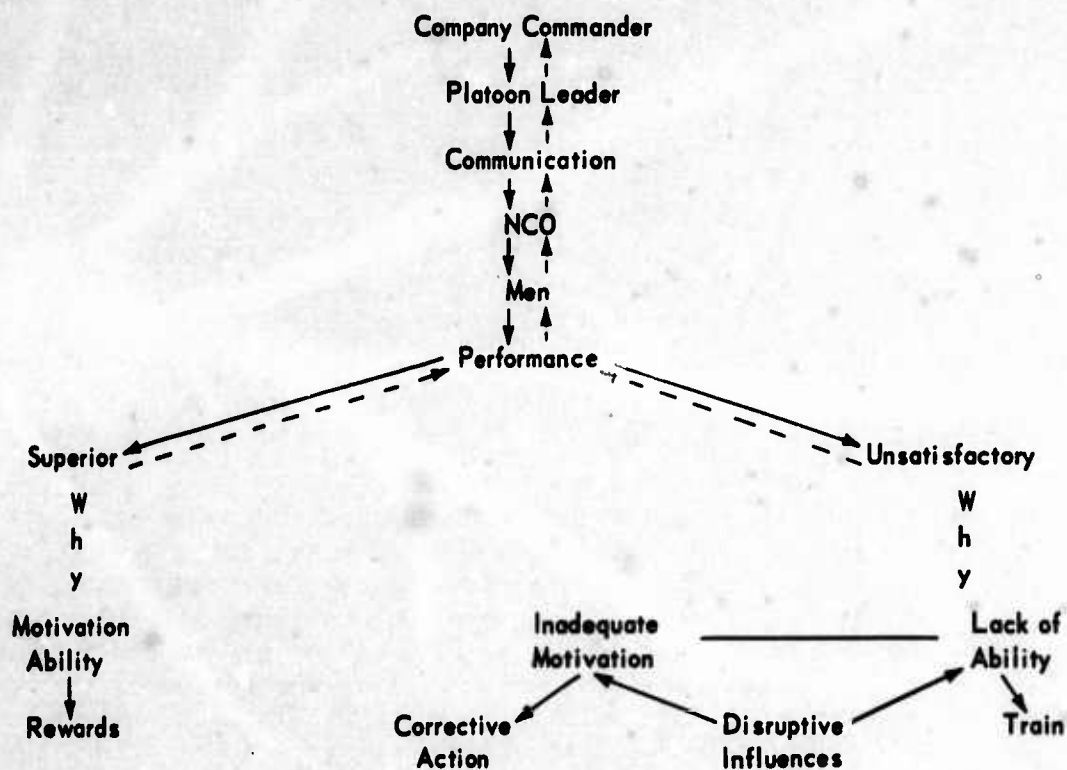 Company Commander
Platoon Leader
Communication
NCO
Men
Performance
Superior
Unsatisfactory
W
h
y
W
h
y
Motivation
Ability
Rewards
Inadequate
Motivation
Lack of
Ability
Corrective
Action
Disruptive
Influences
Train